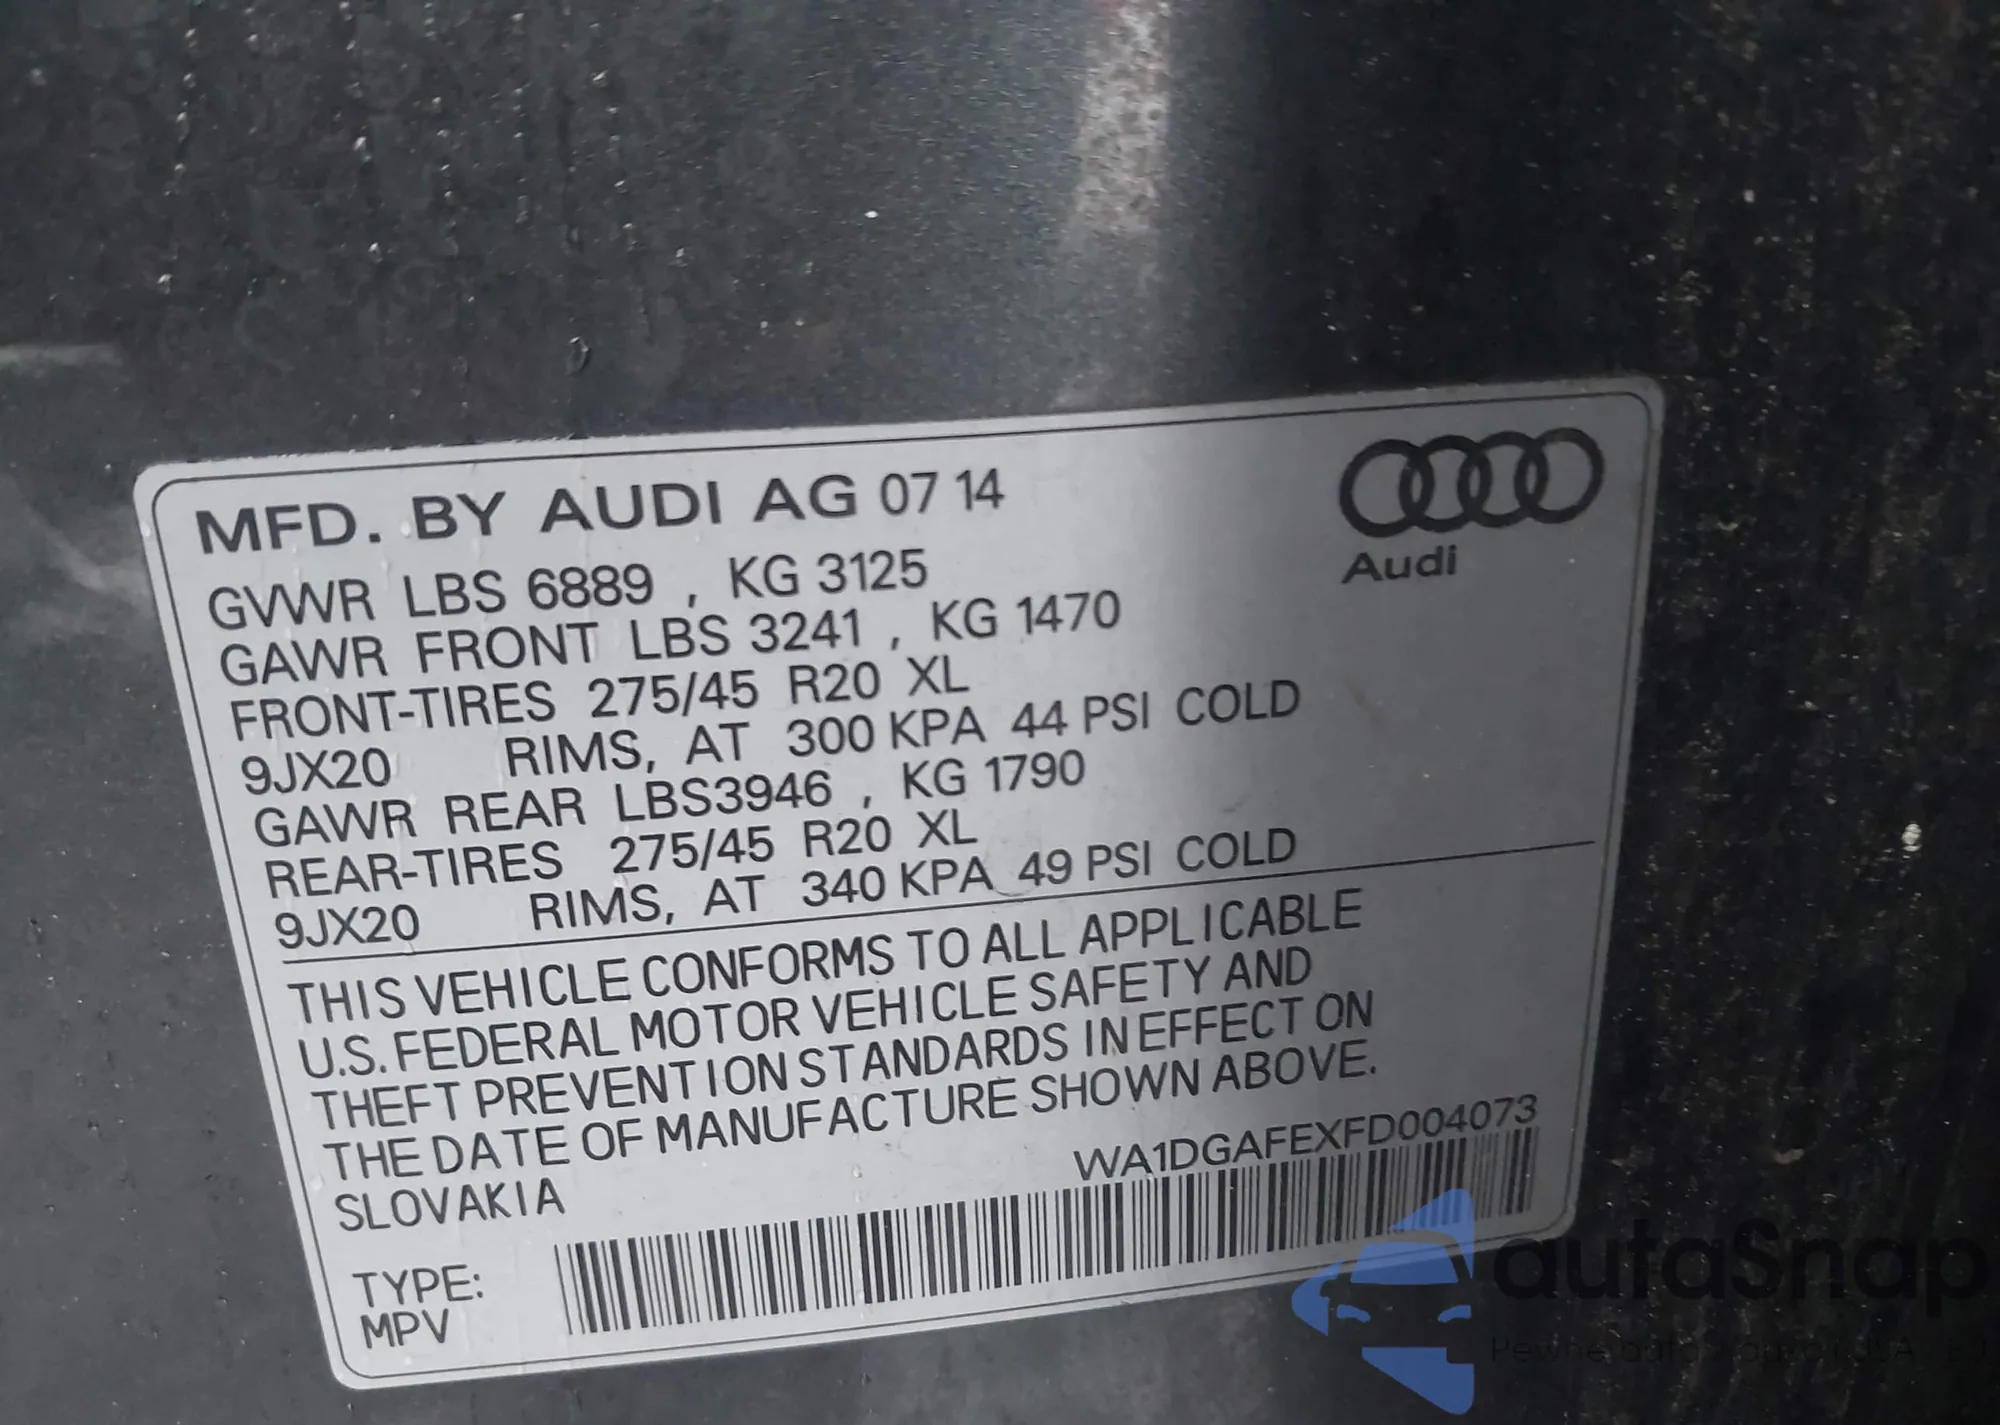 MFD. BY AUDI AG 07 14
GVWR LBS 6889 , KG 3125
GAWR FRONT LBS 3241 , KG 1470
FRONT-TIRES 275/45 R20 XL
9JX20 RIMS, AT 300 KPA 44 PSI COLD
GAWR REAR LBS3946 , KG 1790
REAR-TIRES 275/45 R20 XL
9JX20 RIMS, AT 340 KPA 49 PSI COLD
Audi
THIS VEHICLE CONFORMS TO ALL APPLICABLE
U.S. FEDERAL MOTOR VEHICLE SAFETY AND
THEFT PREVENTION STANDARDS IN EFFECT ON
THE DATE OF MANUFACTURE SHOWN ABOVE.
SLOVAKIA
WA1DGAFEXFD004073
TYPE:
MPV
autaSnap
Pewne auta z